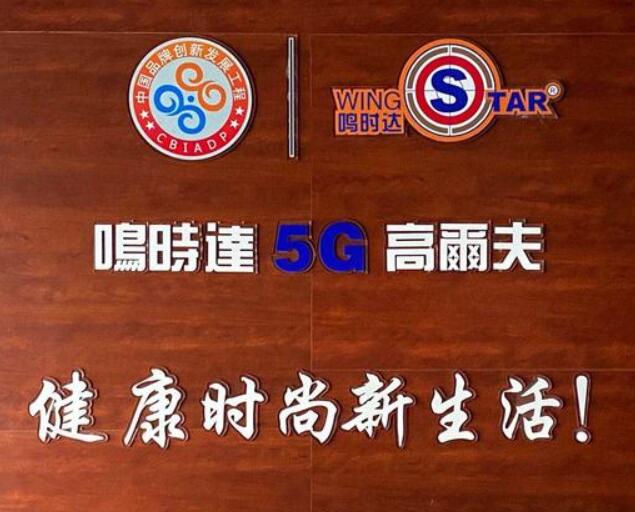 中国品牌创新发展工程
★★★CBIADP★★★
WING STAR®
鸣时达
鳴時達 5G 高爾夫
健康时尚新生活!